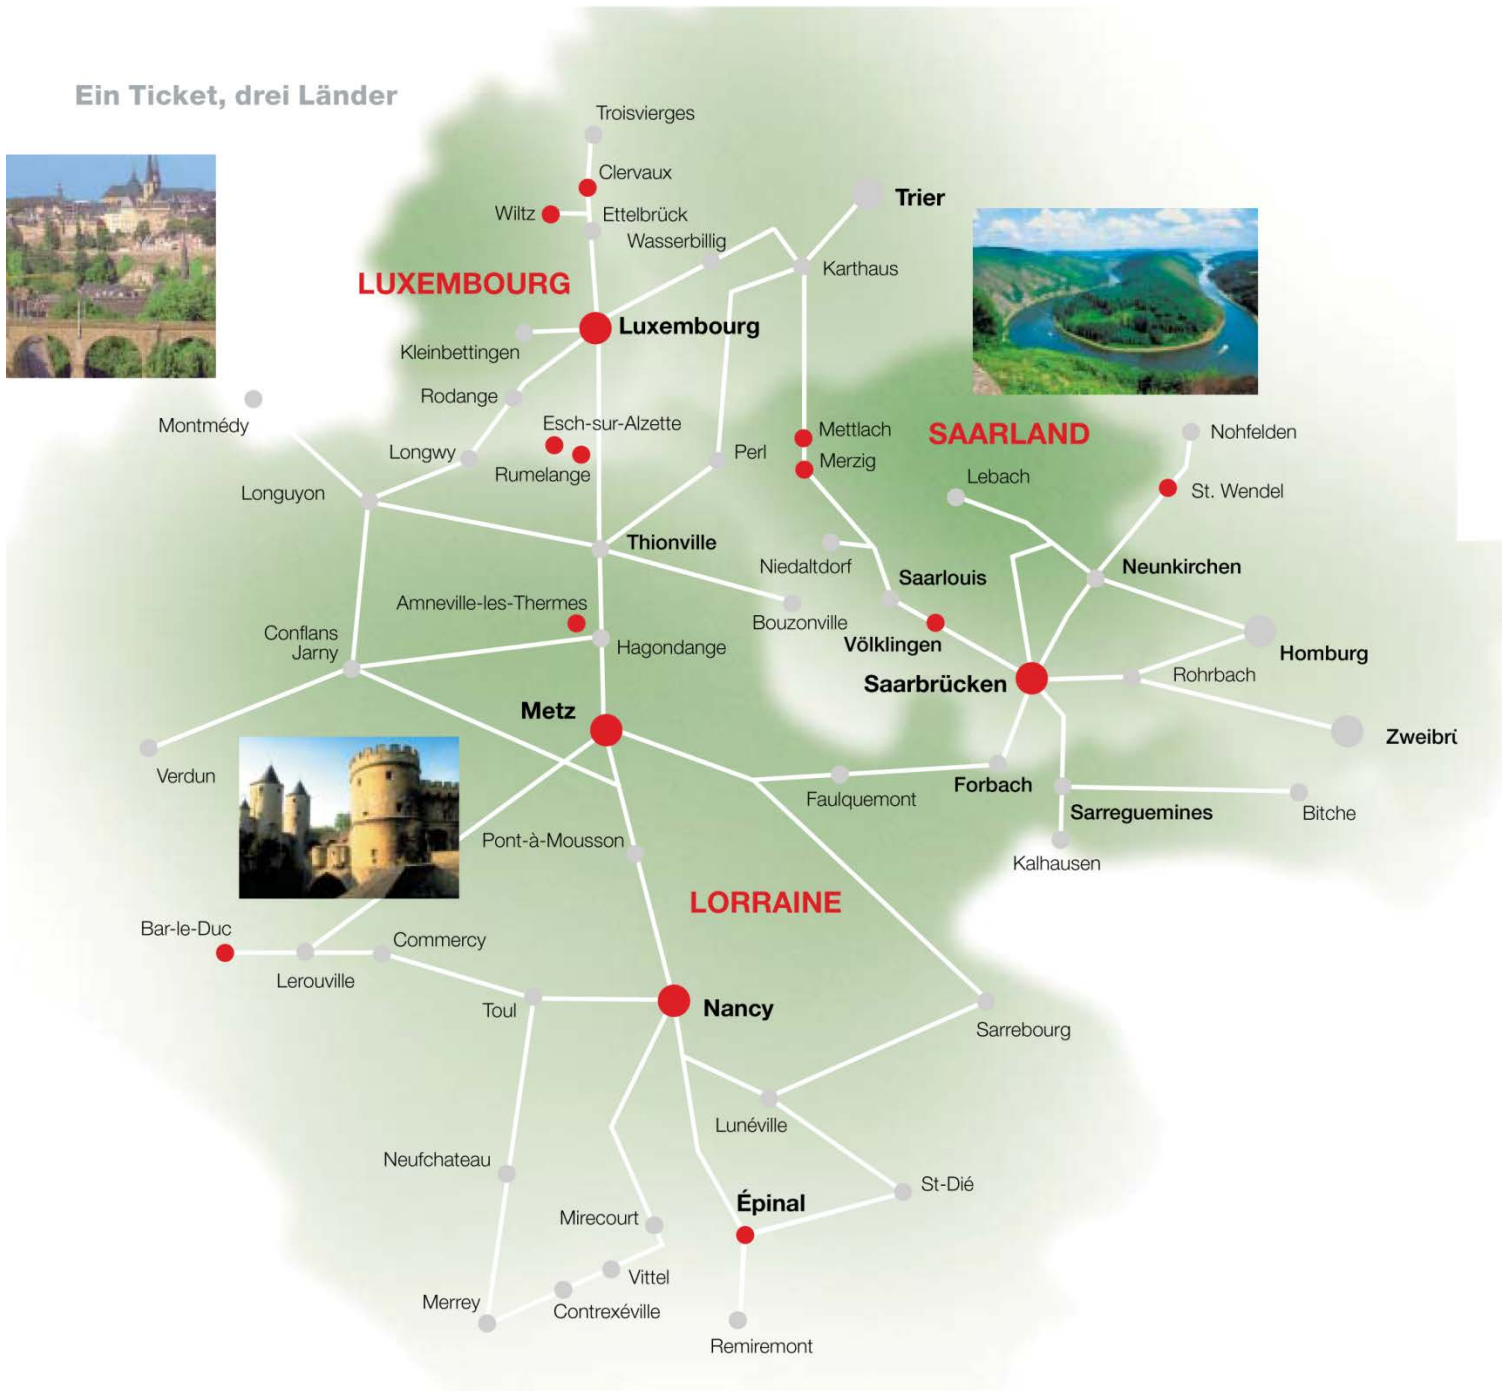 Ein Ticket, drei Länder
Troisvierges
Clervaux
Wiltz
Ettelbrück
Trier
Wasserbillig
Karthaus
LUXEMBOURG
Luxembourg
Kleinbettingen
Rodange
Montmédy
Esch-sur-Alzette
Mettlach
SAARLAND
Nohfelden
Longwy
Rumelange
Perl
Merzig
Lebach
Longuyon
St. Wendel
Thionville
Niedaltdorf
Saarlouis
Neunkirchen
Amneville-les-Thermes
Bouzonville
Conflans
Jarny
Hagondange
Völklingen
Homburg
Saarbrücken
Rohrbach
Metz
Zweibrü
Verdun
Faulquemont
Forbach
Sarreguemines
Bitche
Pont-à-Mousson
Kalhausen
LORRAINE
Bar-le-Duc
Commercy
Lerouville
Toul
Nancy
Sarrebourg
Lunéville
Neufchateau
St-Dié
Épinal
Mirecourt
Vittel
Merrey
Contrexéville
Remiremont